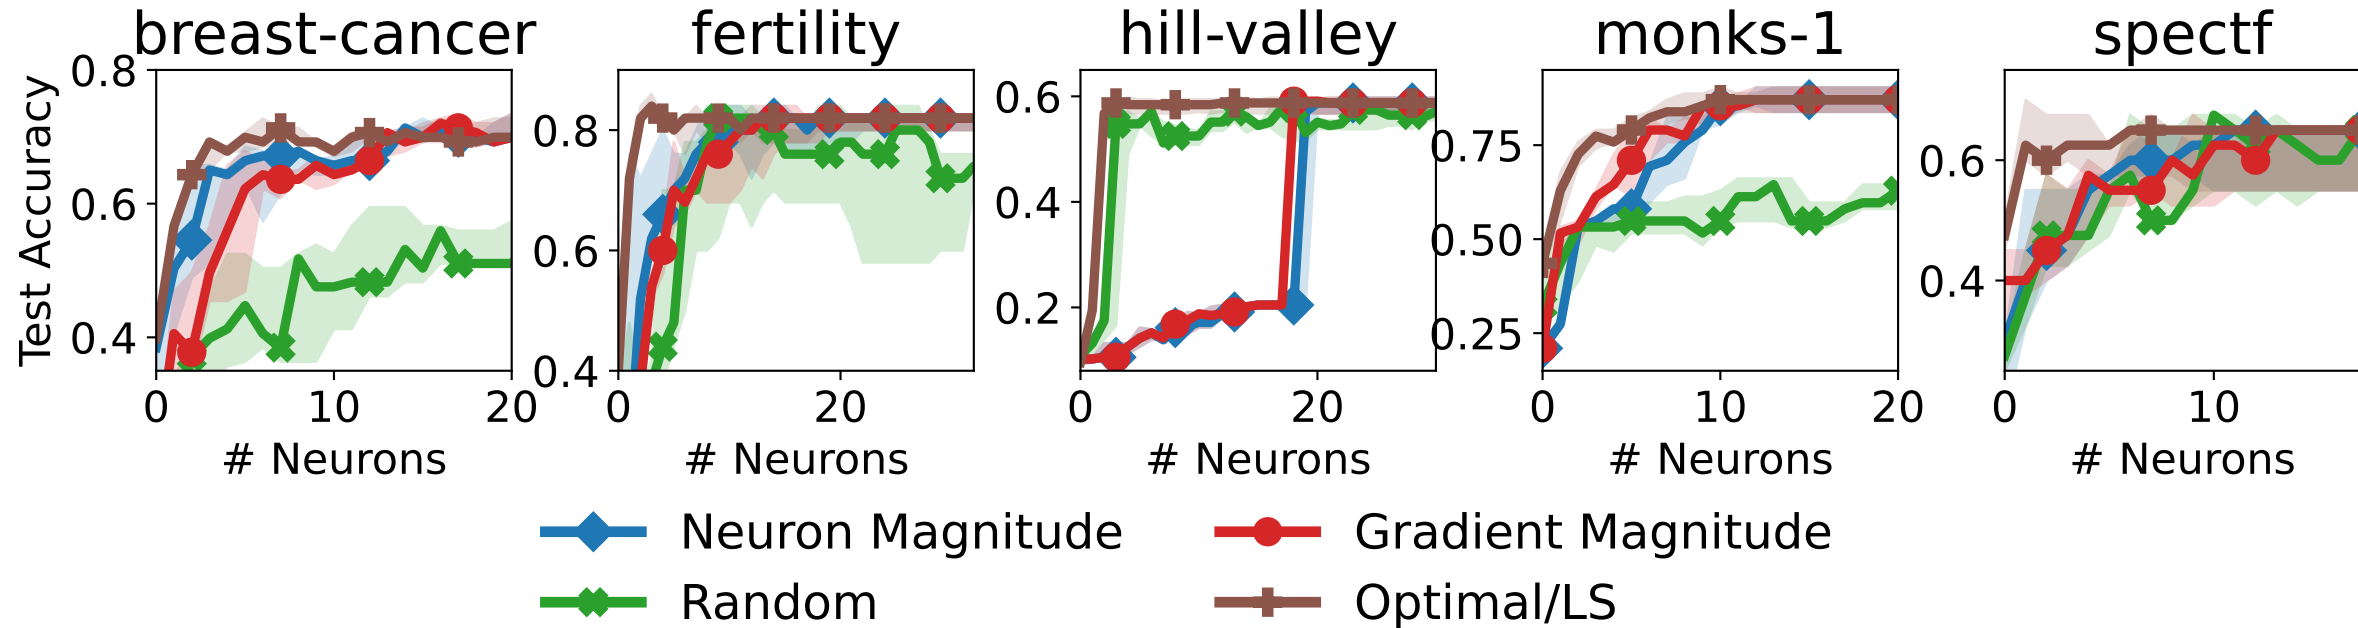 breast-cancer fertility hill-valley monks-1 spectf
Test Accuracy
0.8
0.6
0.4
0 10 20
# Neurons
0.8
0.6
0.4
0 20
# Neurons
0.6
0.4
0.2
0 20
# Neurons
0.75
0.50
0.25
0 10 20
# Neurons
0.6
0.4
0 10
# Neurons
Neuron Magnitude Gradient Magnitude
Random Optimal/LS